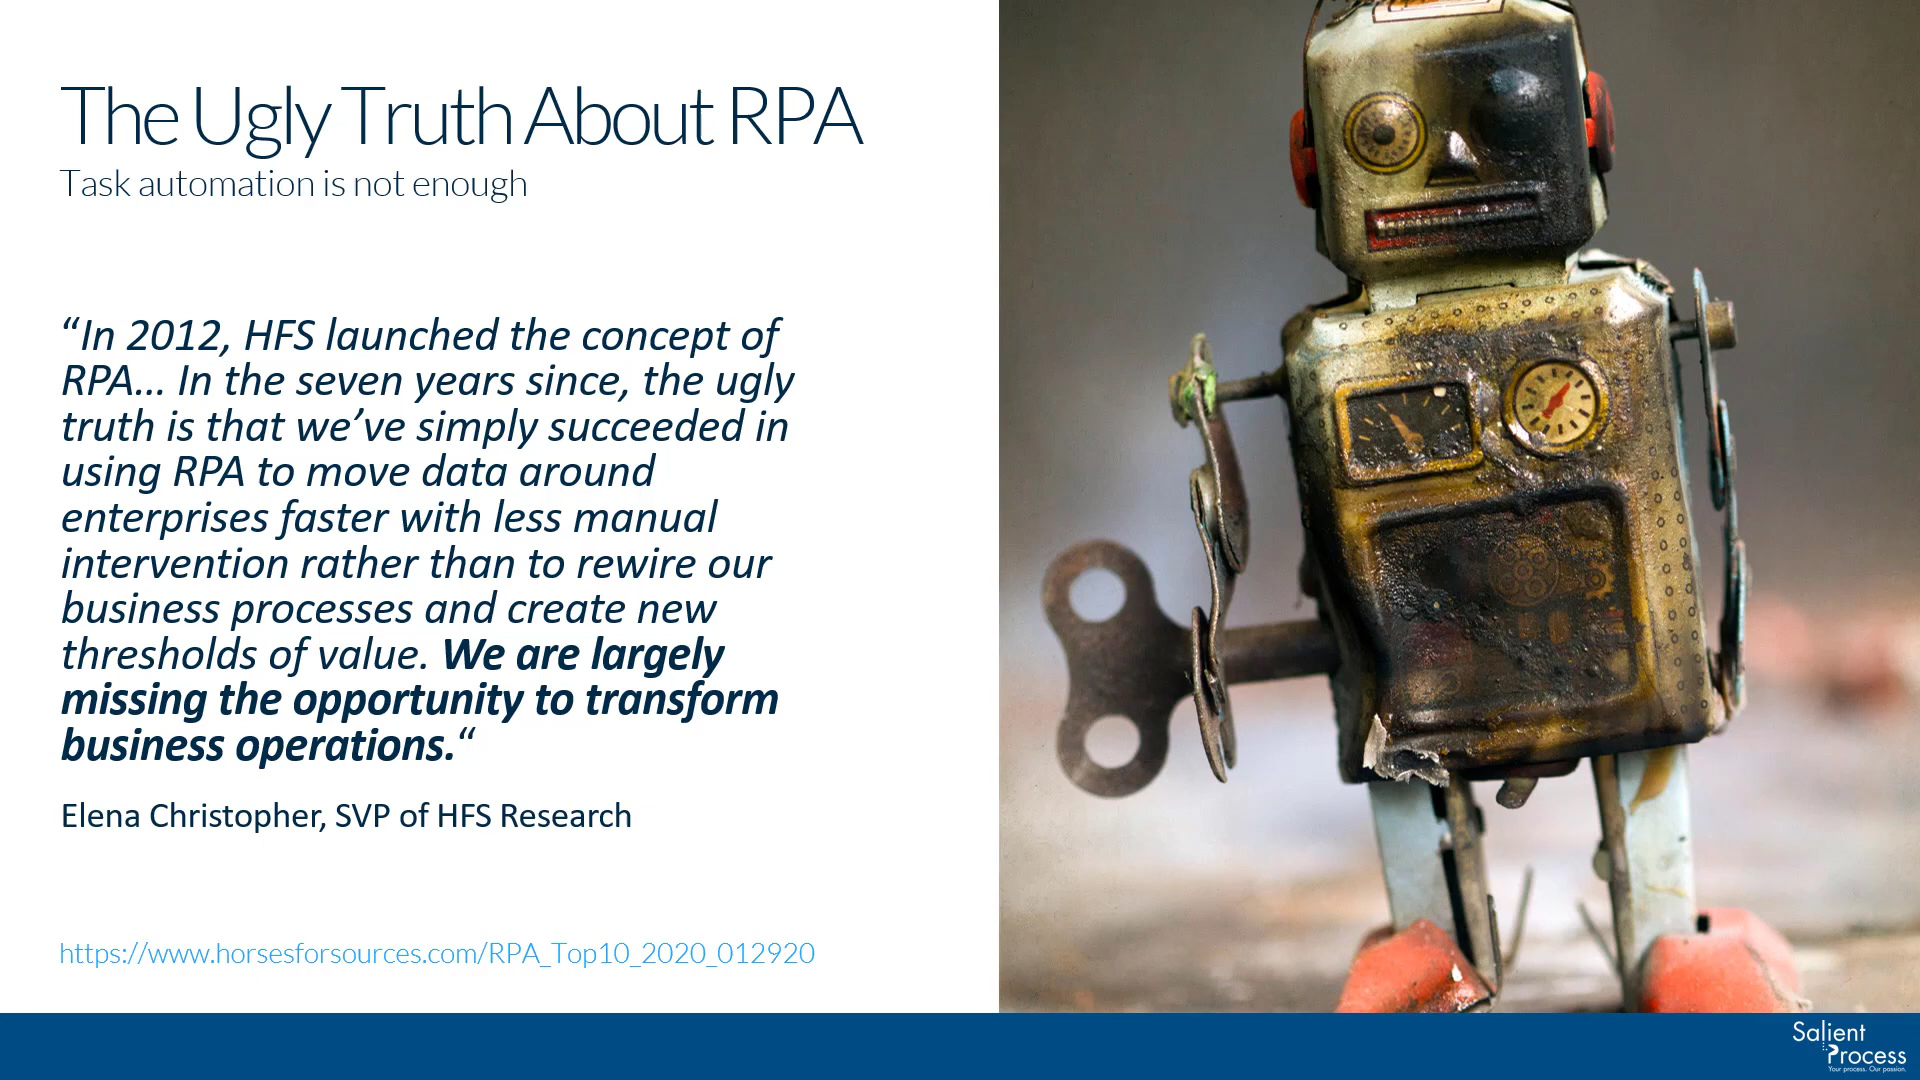 The Ugly Truth About RPA
Task automation is not enough
“In 2012, HFS launched the concept of
RPA... In the seven years since, the ugly
truth is that we’ve simply succeeded in
using RPA to move data around
enterprises faster with less manual
intervention rather than to rewire our
business processes and create new
thresholds of value. We are largely
missing the opportunity to transform
business operations.“
Elena Christopher, SVP of HFS Research
https://www.horsesforsources.com/RPA_Top10_2020_012920
Salient
Process
Your process. Our passion.